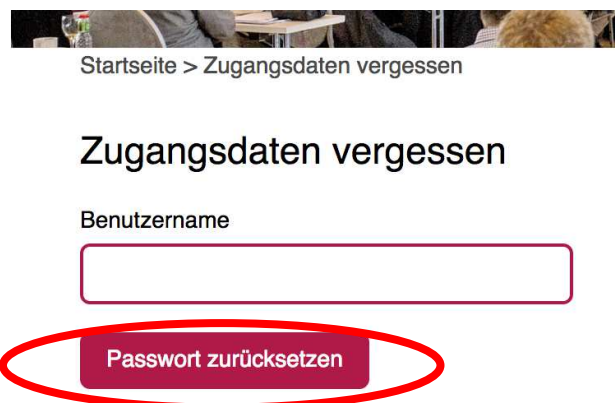 Startseite > Zugangsdaten vergessen
Zugangsdaten vergessen
Benutzername
Passwort zurücksetzen